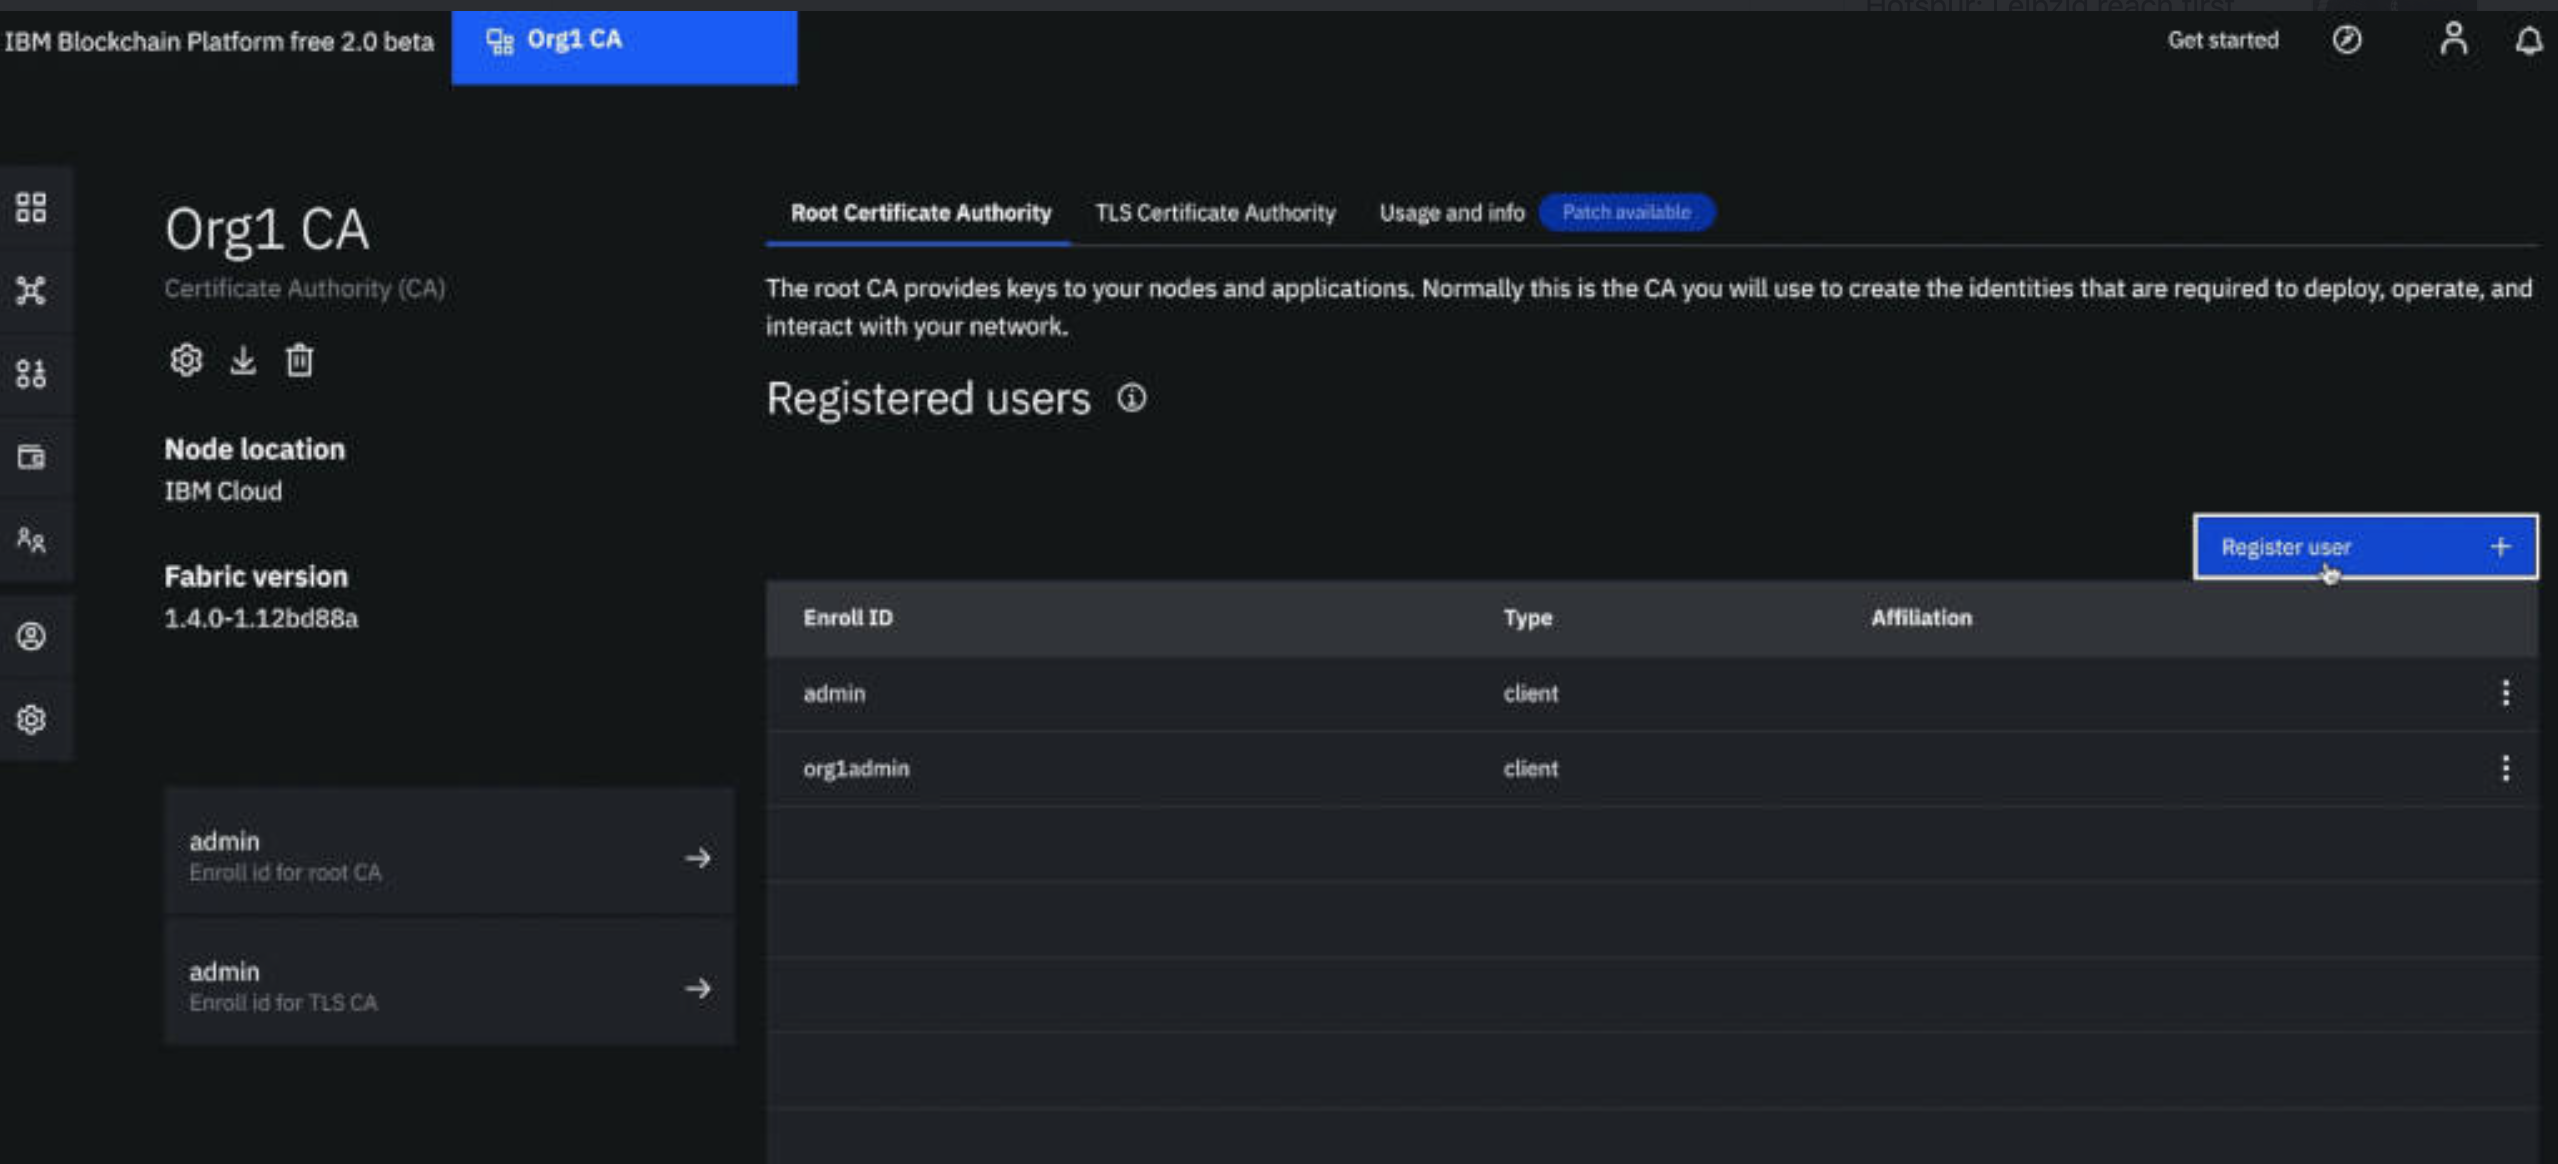 Hotspur: Leipzig reach first
IBM Blockchain Platform free 2.0 beta
Org1 CA
Get started
Org1 CA
Certificate Authority (CA)
Node location
IBM Cloud
Fabric version
1.4.0-1.12bd88a
admin
Enroll id for root CA
admin
Enroll id for TLS CA
Root Certificate Authority
TLS Certificate Authority
Usage and info
Patch available
The root CA provides keys to your nodes and applications. Normally this is the CA you will use to create the identities that are required to deploy, operate, and
interact with your network.
Registered users
Register user
Enroll ID Type Affiliation
admin client
org1admin client